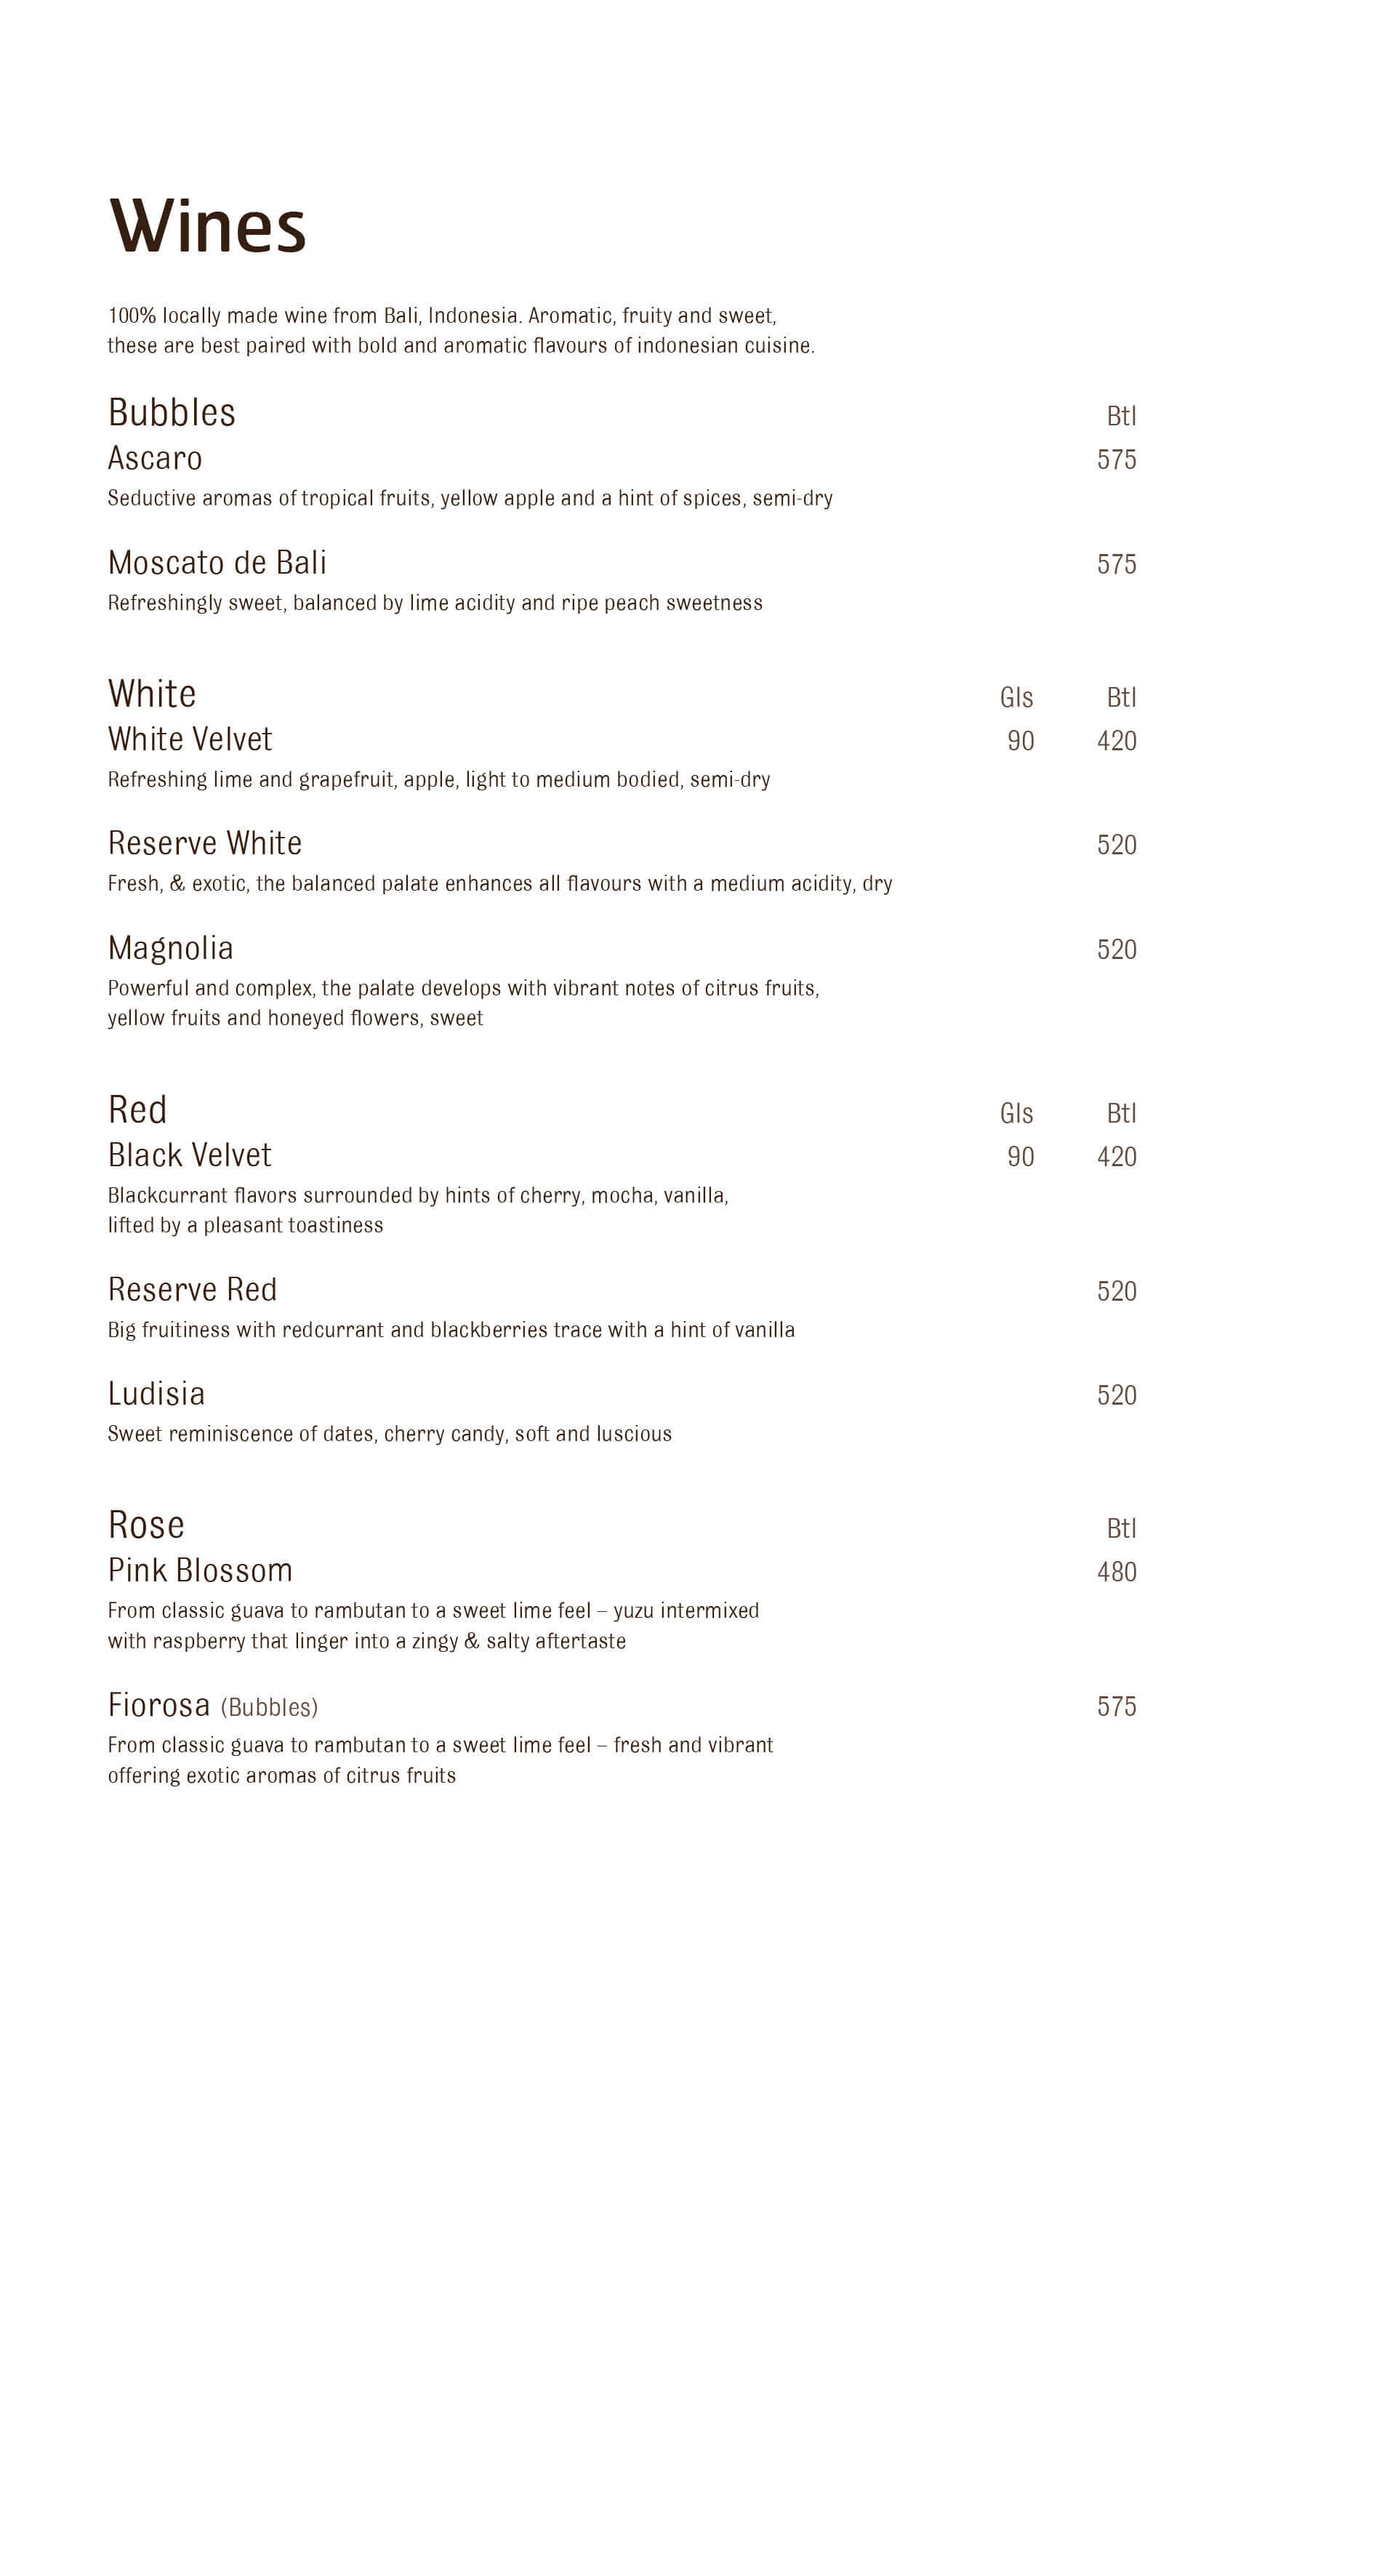 Wines
100% locally made wine from Bali, Indonesia. Aromatic, fruity and sweet,
these are best paired with bold and aromatic flavours of indonesian cuisine.
Bubbles Btl
Ascaro 575
Seductive aromas of tropical fruits, yellow apple and a hint of spices, semi-dry
Moscato de Bali 575
Refreshingly sweet, balanced by lime acidity and ripe peach sweetness
White Gls Btl
White Velvet 90 420
Refreshing lime and grapefruit, apple, light to medium bodied, semi-dry
Reserve White 520
Fresh, & exotic, the balanced palate enhances all flavours with a medium acidity, dry
Magnolia 520
Powerful and complex, the palate develops with vibrant notes of citrus fruits,
yellow fruits and honeyed flowers, sweet
Red Gls Btl
Black Velvet 90 420
Blackcurrant flavors surrounded by hints of cherry, mocha, vanilla,
lifted by a pleasant toastiness
Reserve Red 520
Big fruitiness with redcurrant and blackberries trace with a hint of vanilla
Ludisia 520
Sweet reminiscence of dates, cherry candy, soft and luscious
Rose Btl
Pink Blossom 480
From classic guava to rambutan to a sweet lime feel – yuzu intermixed
with raspberry that linger into a zingy & salty aftertaste
Fiorosa (Bubbles) 575
From classic guava to rambutan to a sweet lime feel – fresh and vibrant
offering exotic aromas of citrus fruits